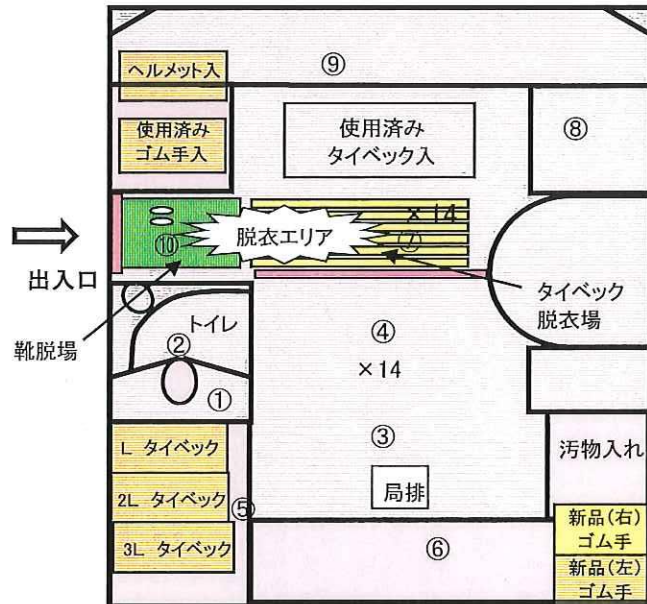 ⑨
ヘルメット入
使用済み
ゴム手入
使用済み
タイベック入
⑧
×14
脱衣エリア
⑩
⑦
出入口
靴脱場
タイベック
脱衣場
トイレ
②
①
④
×14
③
局排
L タイベック
2L タイベック
3L タイベック
⑤
⑥
汚物入れ
新品(右)
ゴム手
新品(左)
ゴム手